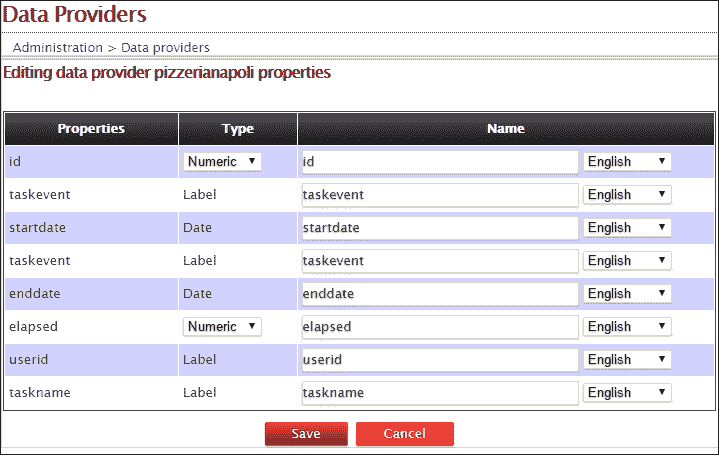 Data Providers
Administration > Data providers
Editing data provider pizzerianapoli properties
Properties Type Name
id Numeric id English
taskevent Label taskevent English
startdate Date startdate English
taskevent Label taskevent English
enddate Date enddate English
elapsed Numeric elapsed English
userid Label userid English
taskname Label taskname English
Save Cancel